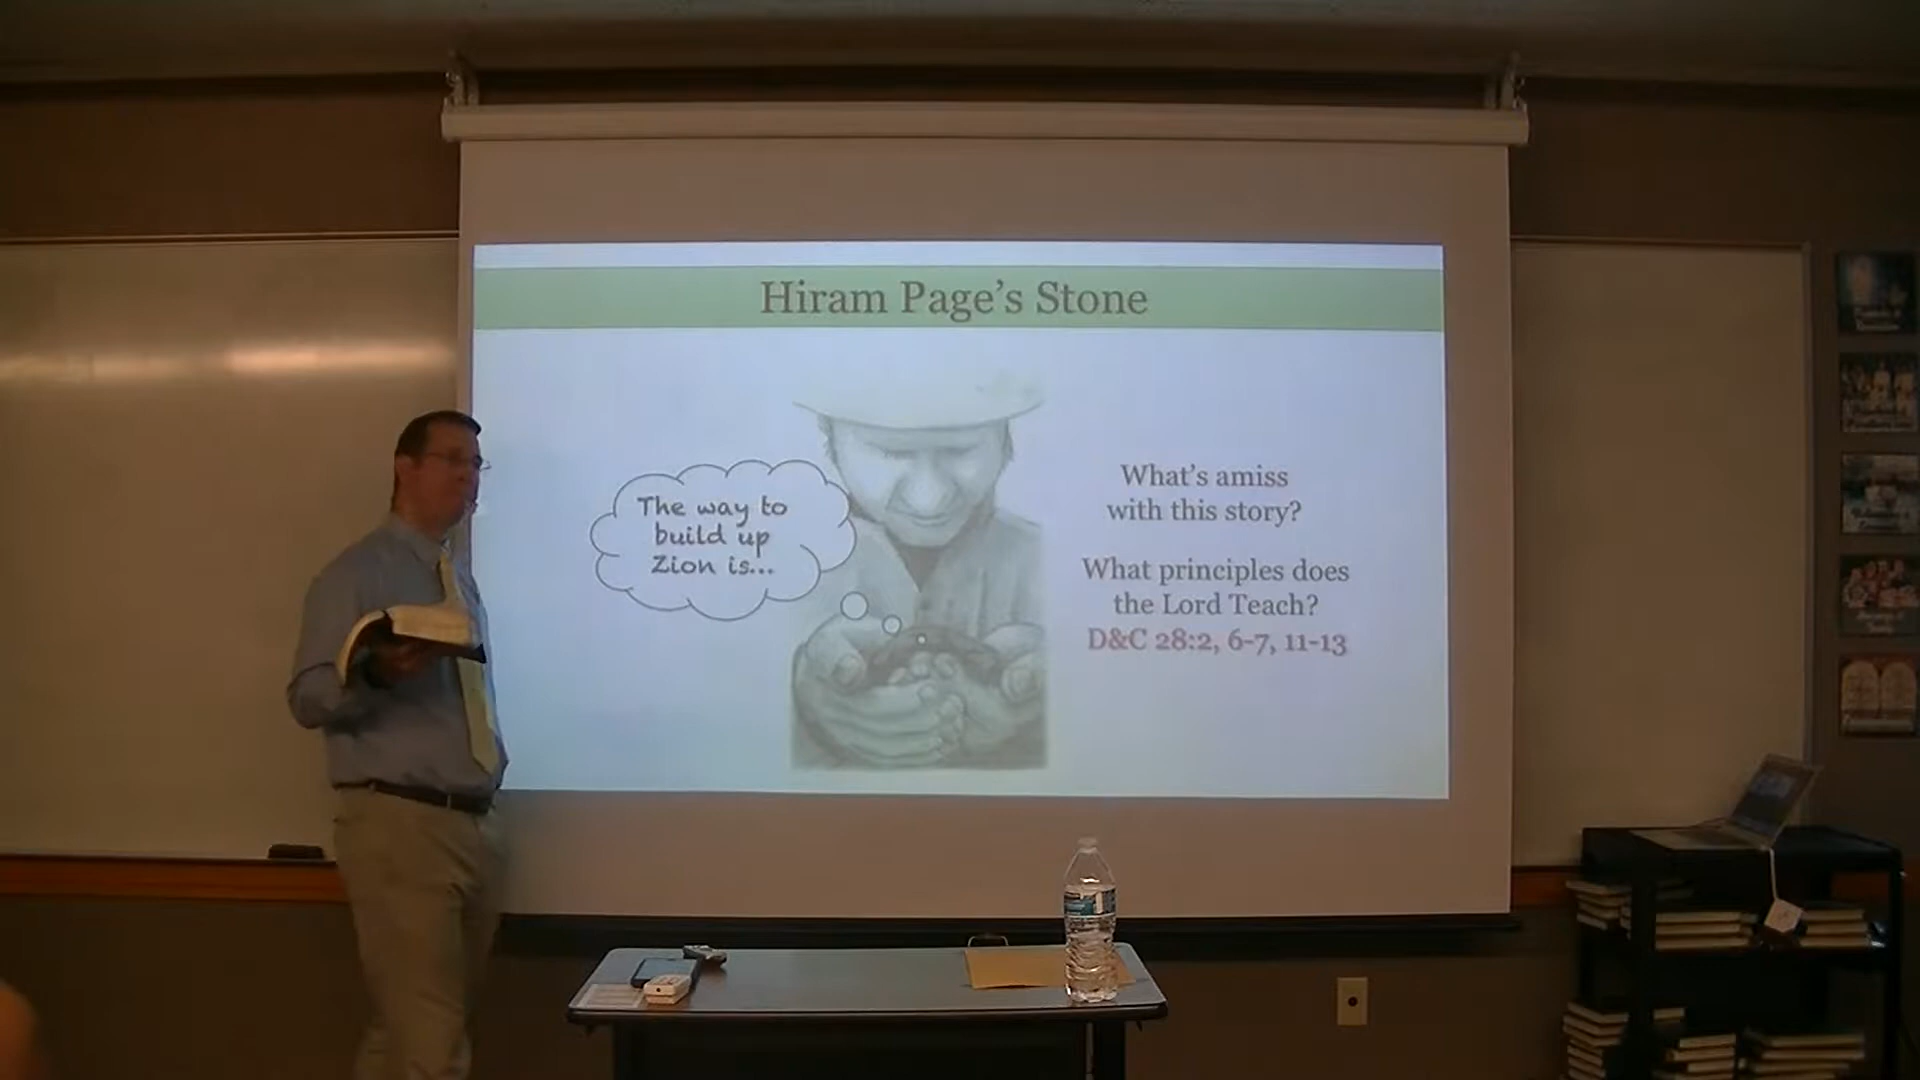 Hiram Page's Stone
The way to
build up
Zion is...
What's amiss
with this story?
What principles does
the Lord Teach?
D&C 28:2, 6-7, 11-13